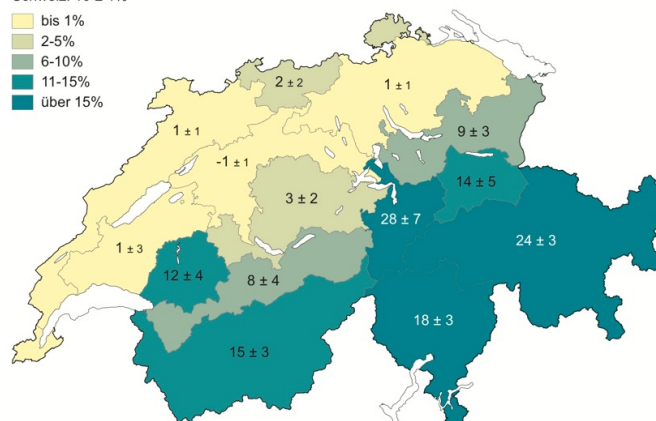 bis 1%
2-5%
6-10%
11-15%
über 15%
2 ± 2
1 ± 1
1 ± 1
9 ± 3
-1 ± 1
14 ± 5
3 ± 2
28 ± 7
24 ± 3
1 ± 3
12 ± 4
8 ± 4
18 ± 3
15 ± 3